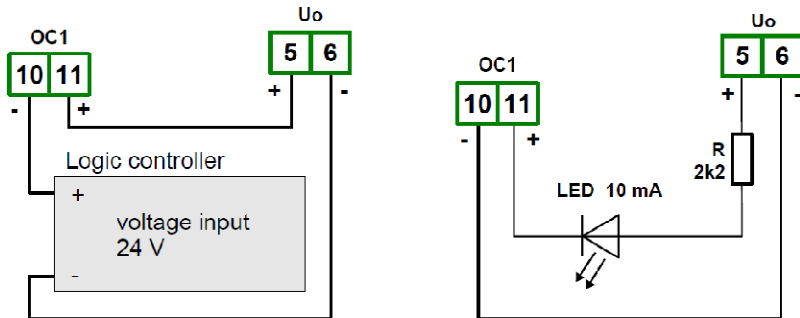 Uo
OC1
5 6
10 11
+ -
- +
Logic controller
+
voltage input
24 V
-
Uo
OC1
5 6
10 11
+ -
- +
R
2k2
LED 10 mA